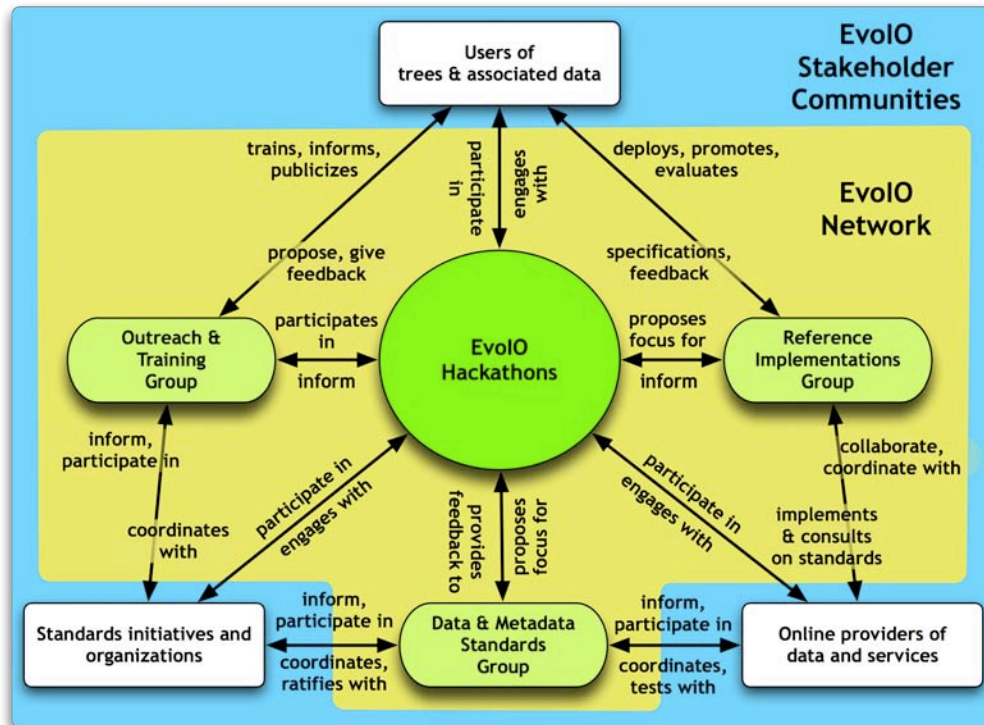 EvoIO
Stakeholder
Communities
Users of
trees & associated data
trains, informs,
publicizes
participate
in
engages
with
deploys, promotes,
evaluates
EvoIO
Network
propose, give
feedback
specifications,
feedback
Outreach &
Training
Group
participates
in
inform
EvoIO
Hackathons
proposes
focus for
inform
Reference
Implementations
Group
inform,
participate in
coordinates
with
participate in
engages with
provides
feedback to
proposes
focus for
participate in
engages with
collaborate,
coordinate with
implements
& consults
on standards
Standards initiatives and
organizations
inform,
participate in
coordinates,
ratifies with
Data & Metadata
Standards
Group
inform,
participate in
coordinates,
tests with
Online providers of
data and services